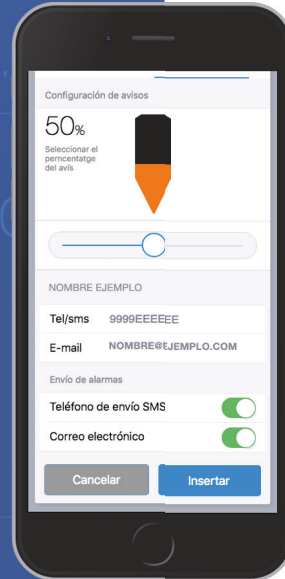 Configuración de avisos
50%
Seleccionar el
perncentatge
del avís
NOMBRE EJEMPLO
Tel/sms 9999EEEEEE
E-mail NOMBRE@EJEMPLO.COM
Envío de alarmas
Teléfono de envío SMS
Correo electrónico
Cancelar Insertar